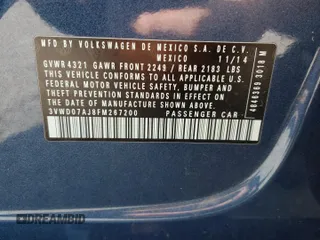 MFD BY VOLKSWAGEN DE MEXICO S.A. DE C.V.
MEXICO 11/14
GVWR 4321 GAWR FRONT 2249 / REAR 2183 LBS
THIS VEHICLE CONFORMS TO ALL APPLICABLE
FEDERAL MOTOR VEHICLE SAFETY, BUMPER AND
THEFT PREVENTION STANDARDS IN EFFECT ON THE
DATE OF MANUFACTURE SHOWN ABOVE
3VWD07AJ8FM267200 PASSENGER CAR
3018 M
DREAMBID